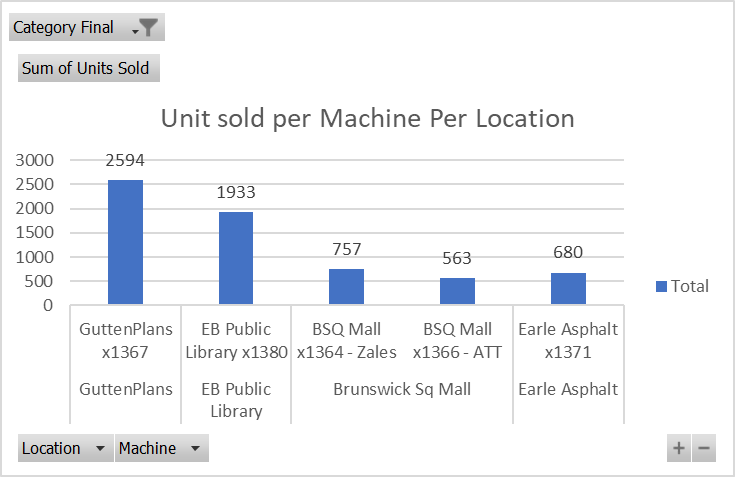 Category Final
Sum of Units Sold
Unit sold per Machine Per Location
3000
2500
2000
1500
1000
500
0
2594
1933
757
563
680
Total
GuttenPlans
x1367
EB Public
Library x1380
BSQ Mall
x1364 - Zales
BSQ Mall
x1366 - ATT
Earle Asphalt
x1371
GuttenPlans
EB Public
Library
Brunswick Sq Mall
Earle Asphalt
Location
Machine
+
−